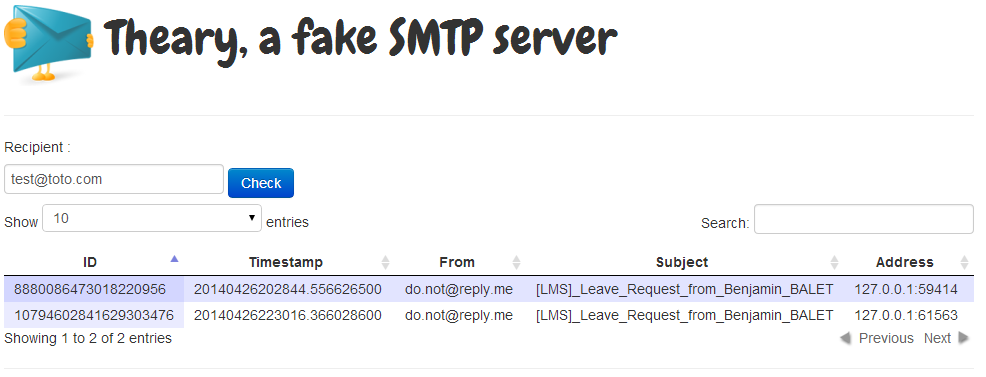 Theary, a fake SMTP server
Recipient :
test@toto.com Check
Show 10 entries Search:
ID Timestamp From Subject Address
8880086473018220956 20140426202844.556626500 do.not@reply.me [LMS]_Leave_Request_from_Benjamin_BALET 127.0.0.1:59414
10794602841629303476 20140426223016.366028600 do.not@reply.me [LMS]_Leave_Request_from_Benjamin_BALET 127.0.0.1:61563
Showing 1 to 2 of 2 entries Previous Next